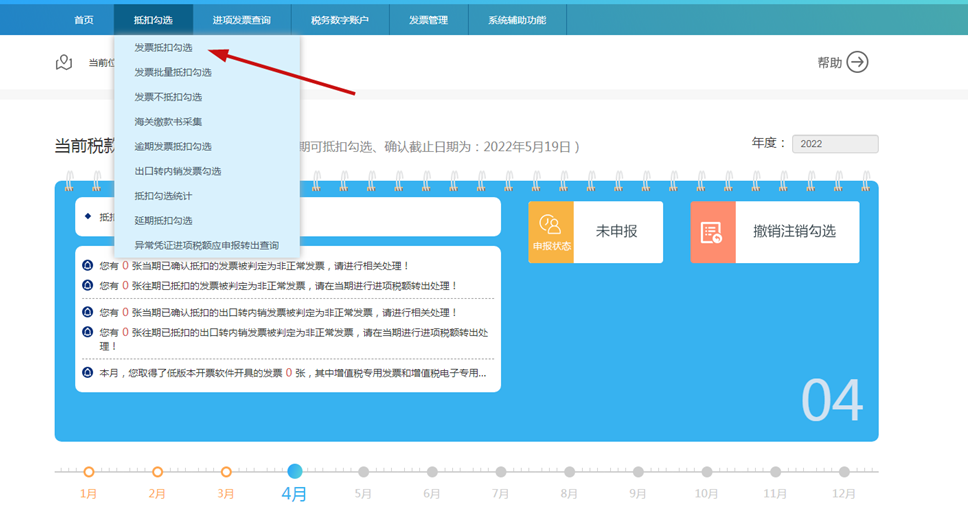 首页 抵扣勾选 进项发票查询 税务数字账户 发票管理 系统辅助功能
发票抵扣勾选
当前位
帮助
发票批量抵扣勾选
发票不抵扣勾选
海关缴款书采集
逾期发票抵扣勾选
出口转内销发票勾选
抵扣勾选统计
延期抵扣勾选
异常凭证进项税额应申报转出查询
当前税款
期可抵扣勾选、确认截止日期为：2022年5月19日）
年度： 2022
抵扣
申报状态 未申报
撤销注销勾选
您有 0 张当期已确认抵扣的发票被判定为非正常发票，请进行相关处理！
您有 0 张往期已抵扣的发票被判定为非正常发票，请在当期进行进项税额转出处理！
您有 0 张当期已确认抵扣的出口转内销发票被判定为非正常发票，请进行相关处理！
您有 0 张往期已抵扣的出口转内销发票被判定为非正常发票，请在当期进行进项税额转出处
理！
本月，您取得了低版本开票软件开具的发票 0 张，其中增值税专用发票和增值税电子专用...
04
1月 2月 3月 4月 5月 6月 7月 8月 9月 10月 11月 12月